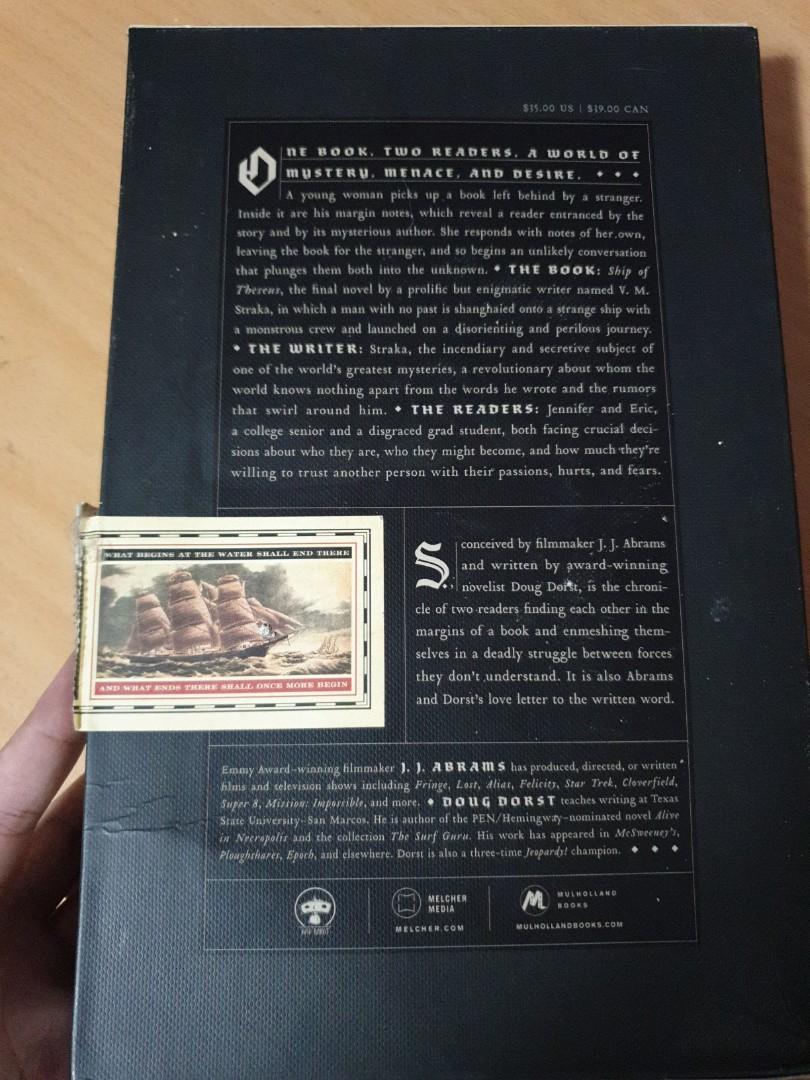 $35.00 US | $39.00 CAN
ONE BOOK. TWO READERS. A WORLD OF
MYSTERY, MENACE, AND DESIRE.
A young woman picks up a book left behind by a stranger.
Inside it are his margin notes, which reveal a reader entranced by the
story and by its mysterious author. She responds with notes of her own,
leaving the book for the stranger, and so begins an unlikely conversation
that plunges them both into the unknown. ◆ THE BOOK: Ship of
Theseus, the final novel by a prolific but enigmatic writer named V. M.
Straka, in which a man with no past is shanghaied onto a strange ship with
a monstrous crew and launched on a disorienting and perilous journey.
◆ THE WRITER: Straka, the incendiary and secretive subject of
one of the world's greatest mysteries, a revolutionary about whom the
world knows nothing apart from the words he wrote and the rumors
that swirl around him. ◆ THE READERS: Jennifer and Eric,
a college senior and a disgraced grad student, both facing crucial deci-
sions about who they are, who they might become, and how much they're
willing to trust another person with their passions, hurts, and fears.
WHAT BEGINS AT THE WATER SHALL END THERE
AND WHAT ENDS THERE SHALL ONCE MORE BEGIN
S., conceived by filmmaker J. J. Abrams
and written by award-winning
novelist Doug Dorst, is the chroni-
cle of two readers finding each other in the
margins of a book and enmeshing them-
selves in a deadly struggle between forces
they don't understand. It is also Abrams
and Dorst's love letter to the written word.
Emmy Award-winning filmmaker J. J. ABRAMS has produced, directed, or written
films and television shows including Fringe, Lost, Alias, Felicity, Star Trek, Cloverfield,
Super 8, Mission: Impossible, and more. ◆ DOUG DORST teaches writing at Texas
State University–San Marcos. He is author of the PEN/Hemingway–nominated novel Alive
in Necropolis and the collection The Surf Guru. His work has appeared in McSweeney's,
Ploughshares, Epoch, and elsewhere. Dorst is also a three-time Jeopardy! champion. ◆ ◆ ◆
BAD ROBOT
MELCHER
MEDIA
MELCHER.COM
MULHOLLAND
BOOKS
MULHOLLANDBOOKS.COM